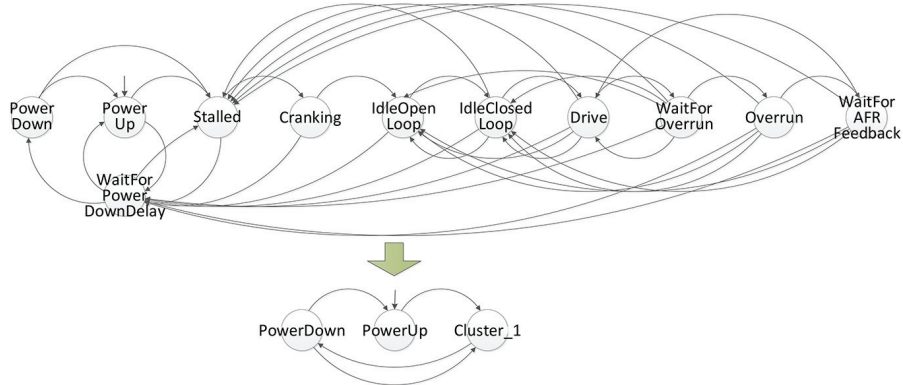 Power
Down
Power
Up
Stalled
Cranking
IdleOpen
Loop
IdleClosed
Loop
Drive
WaitFor
Overrun
Overrun
WaitFor
AFR
Feedback
WaitFor
Power
DownDelay
PowerDown
PowerUp
Cluster_1